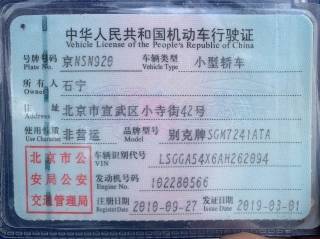 中华人民共和国机动车行驶证
Vehicle License of the People's Republic of China
号牌号码 京NSN920 车辆类型 小型轿车
Plate No. Vehicle Type
所有人 石宁
Owner
住址 北京市宣武区小寺街42号
Address
使用性质 非营运 品牌型号 别克牌SGM7241ATA
Use Character Model
北京市公
安局公安
交通管理局
车辆识别代号 LSGGA54X6AH262094
VIN
发动机号码 102280566
Engine No.
注册日期 2010-09-27 发证日期 2019-03-01
Register Date Issue Date